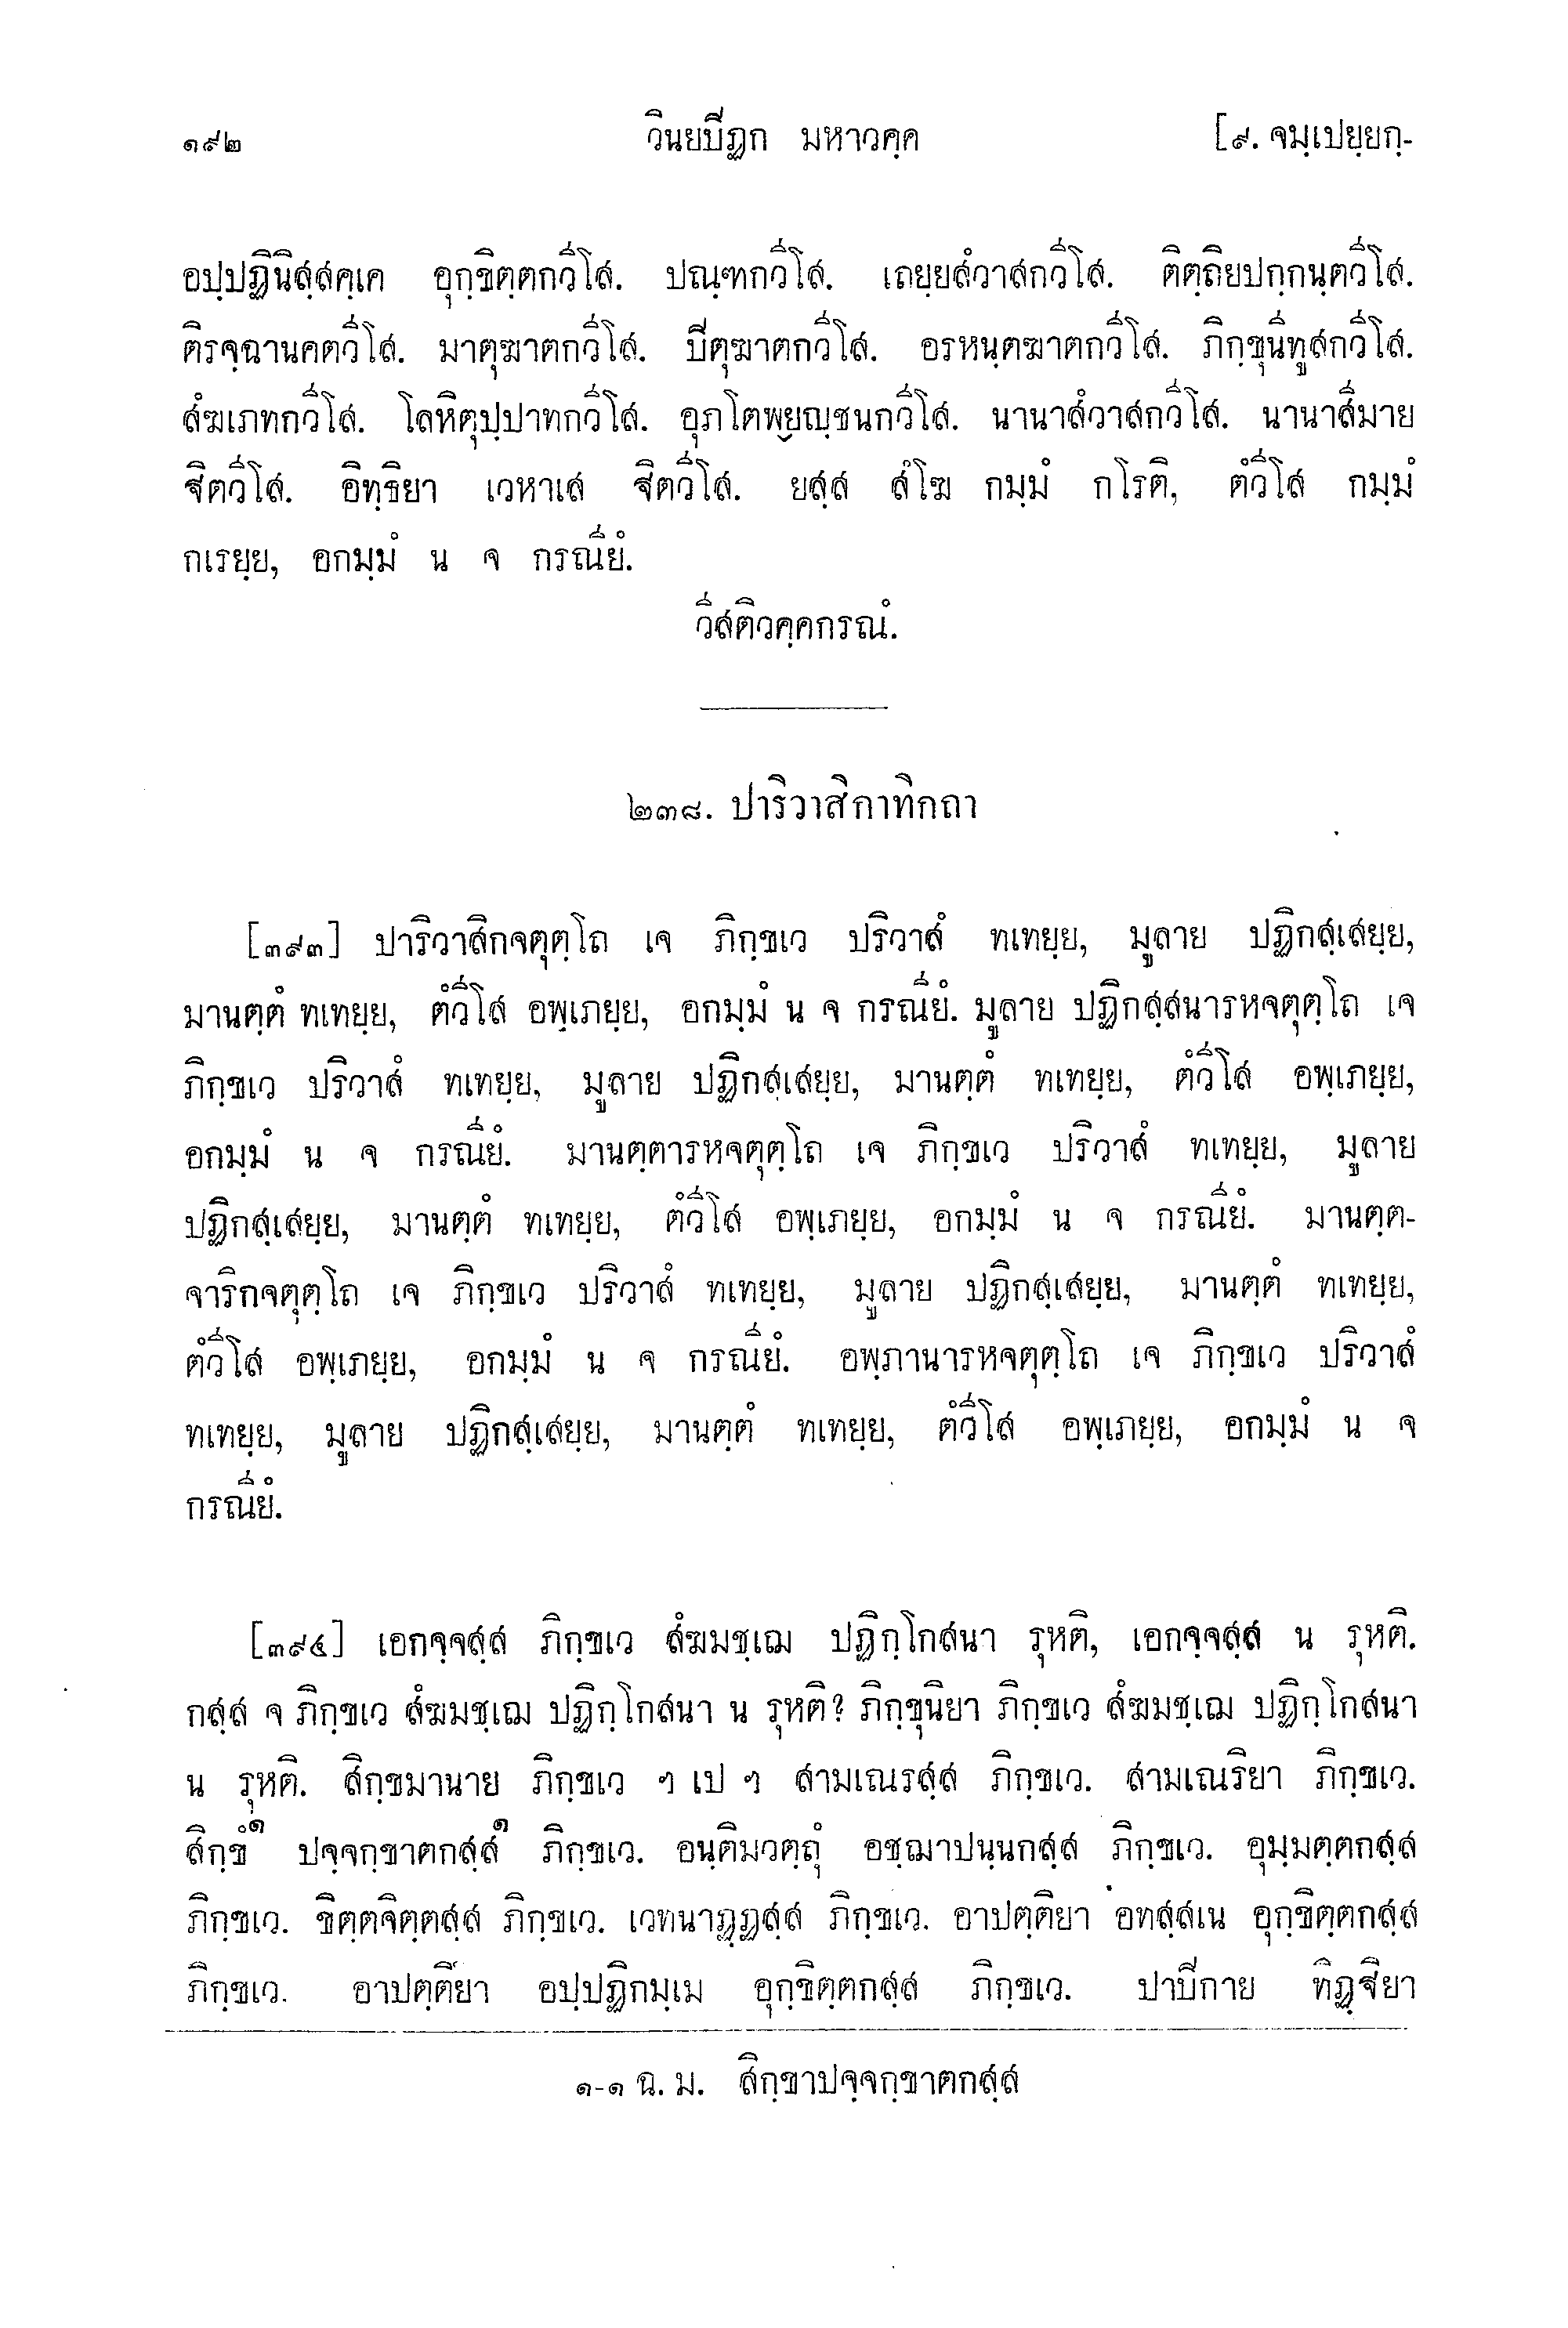 ๑๙๒ วินยปิฏก มหาวคฺค [๙. จมฺเปยฺยกฺ-
อปฺปฏินิสฺสคฺเค อุกฺขิตฺตกวีโส. ปณฺฑกวีโส. เถยฺยสํวาสกวีโส. ติตฺถิยปกฺกนฺตวีโส.
ติรจฺฉานคตวีโส. มาตุฆาตกวีโส. ปิตุฆาตกวีโส. อรหนฺตฆาตกวีโส. ภิกฺขุนีทูสกวีโส.
สํฆเภทกวีโส. โลหิตุปฺปาทกวีโส. อุภโตพฺยญฺชนกวีโส. นานาสํวาสกวีโส. นานาสีมาย
ฐิตวีโส. อิทฺธิยา เวหาเส ฐิตวีโส. ยสฺส สํโฆ กมฺมํ กโรติ, ตํวีโส กมฺมํ
กเรยฺย, อกมฺมํ น จ กรณียํ.
วีสติวคฺคกรณํ.
๒๓๘. ปาริวาสิกาทิกถา
[๓๙๓] ปาริวาสิกจตุตฺโถ เจ ภิกฺขเว ปริวาสํ ทเทยฺย, มูลาย ปฏิกสฺเสยฺย,
มานตฺตํ ทเทยฺย, ตํวีโส อพฺเภยฺย, อกมฺมํ น จ กรณียํ. มูลาย ปฏิกสฺสนารหจตุตฺโถ เจ
ภิกฺขเว ปริวาสํ ทเทยฺย, มูลาย ปฏิกสฺเสยฺย, มานตฺตํ ทเทยฺย, ตํวีโส อพฺเภยฺย,
อกมฺมํ น จ กรณียํ. มานตฺตารหจตุตฺโถ เจ ภิกฺขเว ปริวาสํ ทเทยฺย, มูลาย
ปฏิกสฺเสยฺย, มานตฺตํ ทเทยฺย, ตํวีโส อพฺเภยฺย, อกมฺมํ น จ กรณียํ. มานตฺต-
จาริกจตุตฺโถ เจ ภิกฺขเว ปริวาสํ ทเทยฺย, มูลาย ปฏิกสฺเสยฺย, มานตฺตํ ทเทยฺย,
ตํวีโส อพฺเภยฺย, อกมฺมํ น จ กรณียํ. อพฺภานารหจตุตฺโถ เจ ภิกฺขเว ปริวาสํ
ทเทยฺย, มูลาย ปฏิกสฺเสยฺย, มานตฺตํ ทเทยฺย, ตํวีโส อพฺเภยฺย, อกมฺมํ น จ
กรณียํ.
[๓๙๔] เอกจฺจสฺส ภิกฺขเว สํฆมชฺเฌ ปฏิกฺโกสนา รุหติ, เอกจฺจสฺส น รุหติ.
กสฺส จ ภิกฺขเว สํฆมชฺเฌ ปฏิกฺโกสนา น รุหติ? ภิกฺขุนิยา ภิกฺขเว สํฆมชฺเฌ ปฏิกฺโกสนา
น รุหติ. สิกฺขมานาย ภิกฺขเว ฯ เป ฯ สามเณรสฺส ภิกฺขเว. สามเณริยา ภิกฺขเว.
สิกฺขํ๑ ปจฺจกฺขาตกสฺส๑ ภิกฺขเว. อนฺติมวตฺถุํ อชฺฌาปนฺนกสฺส ภิกฺขเว. อุมฺมตฺตกสฺส
ภิกฺขเว. ขิตฺตจิตฺตสฺส ภิกฺขเว. เวทนาฏฺฏสฺส ภิกฺขเว. อาปตฺติยา อทสฺสเน อุกฺขิตฺตกสฺส
ภิกฺขเว. อาปตฺติยา อปฺปฏิกมฺเม อุกฺขิตฺตกสฺส ภิกฺขเว. ปาปิกาย ทิฏฺฐิยา
๑-๑ ฉ. ม. สิกฺขาปจฺจกฺขาตกสฺส